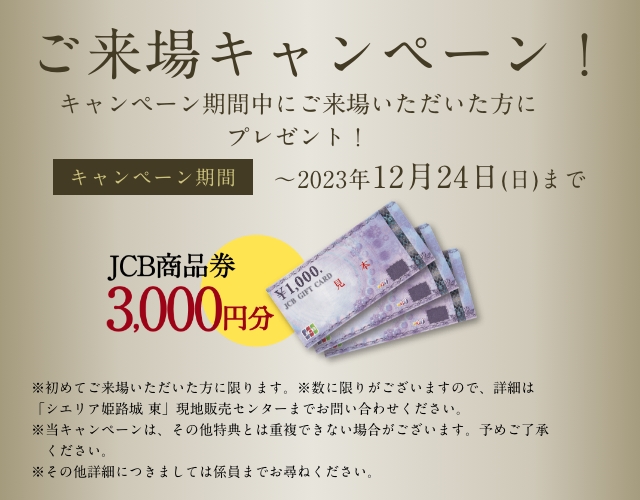 ご来場キャンペーン！
キャンペーン期間中にご来場いただいた方に
プレゼント！
キャンペーン期間 ～2023年12月24日(日)まで
JCB商品券
3,000円分
¥1,000.
JCB GIFT CARD
見本
JCB
※初めてご来場いただいた方に限ります。※数に限りがございますので、詳細は
「シエリア姫路城 東」現地販売センターまでお問い合わせください。
※当キャンペーンは、その他特典とは重複できない場合がございます。予めご了承
ください。
※その他詳細につきましては係員までお尋ねください。